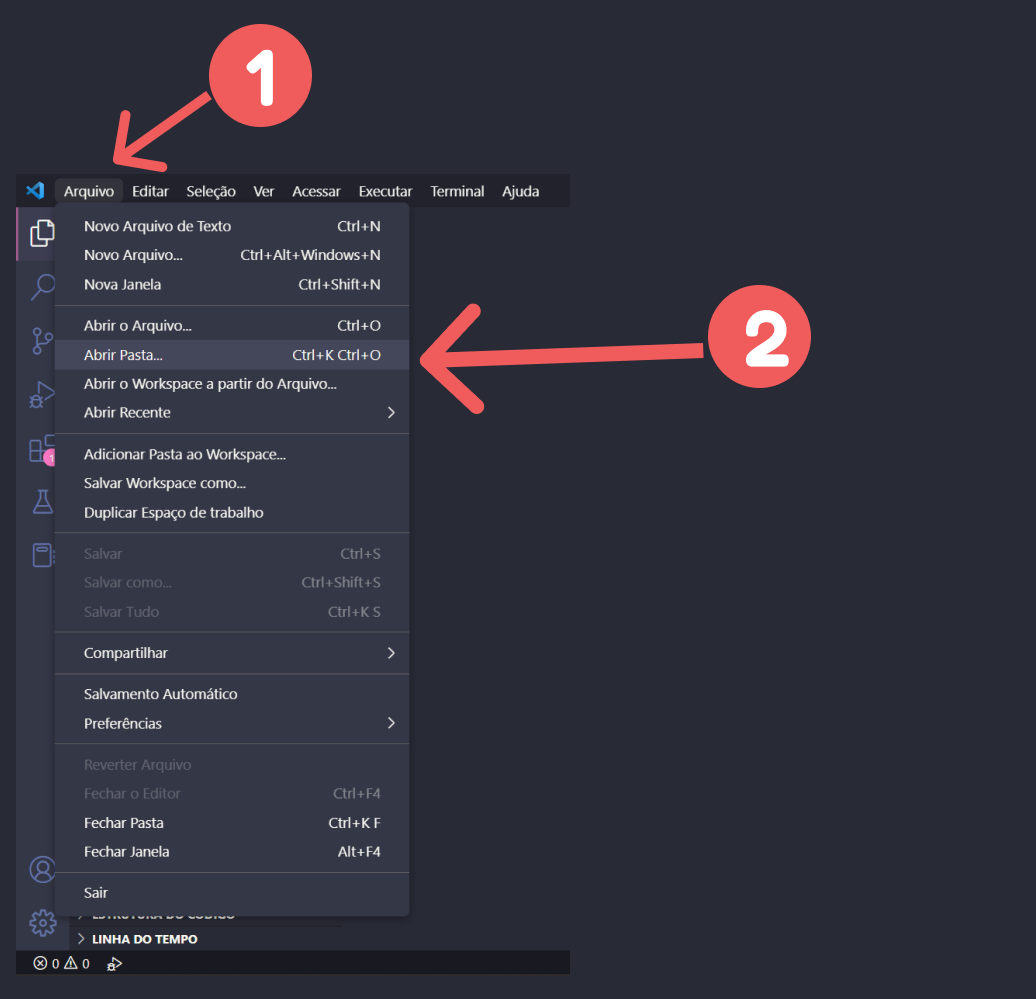 1
Arquivo Editar Seleção Ver Acessar Executar Terminal Ajuda
Novo Arquivo de Texto Ctrl+N
Novo Arquivo... Ctrl+Alt+Windows+N
Nova Janela Ctrl+Shift+N
Abrir o Arquivo... Ctrl+O
2
Abrir Pasta... Ctrl+K Ctrl+O
Abrir o Workspace a partir do Arquivo...
Abrir Recente
Adicionar Pasta ao Workspace...
1
Salvar Workspace como...
Duplicar Espaço de trabalho
Salvar Ctrl+S
Salvar como... Ctrl+Shift+S
Salvar Tudo Ctrl+K S
Compartilhar
Salvamento Automático
Preferências
Reverter Arquivo
Fechar o Editor Ctrl+F4
Fechar Pasta Ctrl+K F
Fechar Janela Alt+F4
Sair
ESTRUTURA DO CÓDIGO
LINHA DO TEMPO
0 0